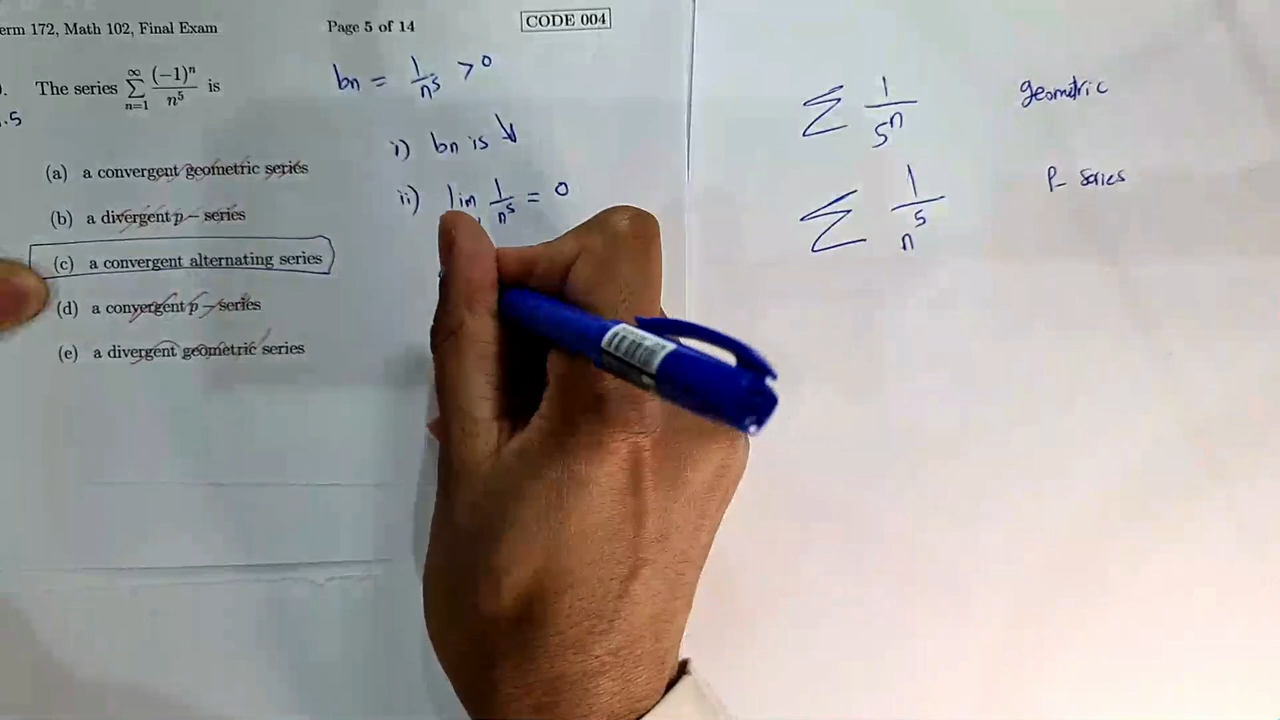 erm 172, Math 102, Final Exam Page 5 of 14 CODE 004
. The series ∞ ∑ n=1 (-1)^n / n^5 is
.5
(a) a convergent geometric series
(b) a divergent p – series
(c) a convergent alternating series
(d) a convergent p – series
(e) a divergent geometric series
bn = 1/n^5 > 0
i) bn is ↓
ii) lim 1/n^5 = 0
∑ 1/5^n geometric
∑ 1/n^5 P- series